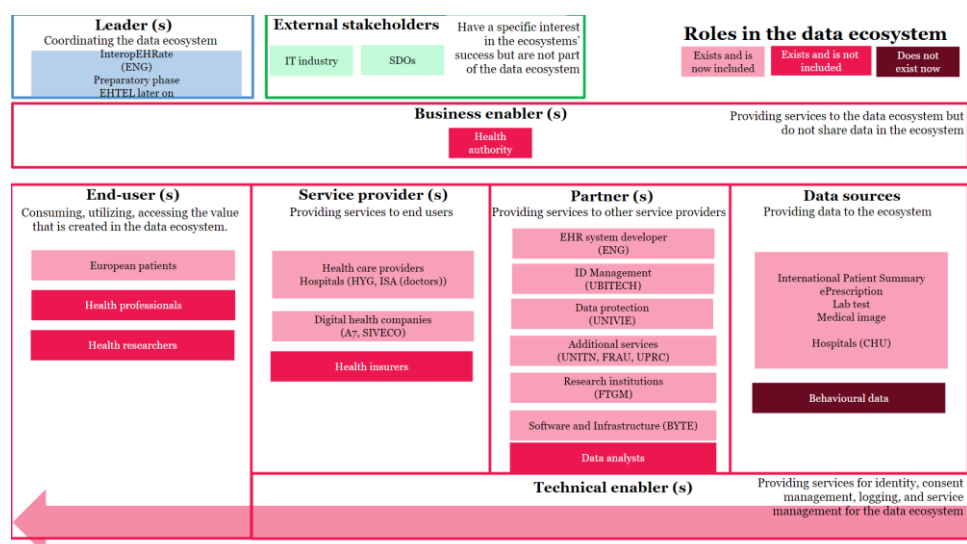 Leader (s)
Coordinating the data ecosystem
InteropEHRate
(ENG)
Preparatory phase
EHTEL later on
External stakeholders
IT industry
SDOs
Have a specific interest
in the ecosystems’
success but are not part
of the data ecosystem
Roles in the data ecosystem
Exists and is
now included
Exists and is not
included
Does not
exist now
Business enabler (s)
Health
authority
Providing services to the data ecosystem but
do not share data in the ecosystem
End-user (s)
Consuming, utilizing, accessing the value
that is created in the data ecosystem.
European patients
Health professionals
Health researchers
Service provider (s)
Providing services to end users
Health care providers
Hospitals (HYG, ISA (doctors))
Digital health companies
(A7, SIVECO)
Health insurers
Partner (s)
Providing services to other service providers
EHR system developer
(ENG)
ID Management
(UBITECH)
Data protection
(UNIVIE)
Additional services
(UNITN, FRAU, UPRC)
Research institutions
(FTGM)
Software and Infrastructure (BYTE)
Data analysts
Data sources
Providing data to the ecosystem
International Patient Summary
ePrescription
Lab test
Medical image
Hospitals (CHU)
Behavioural data
Technical enabler (s)
Providing services for identity, consent
management, logging, and service
management for the data ecosystem